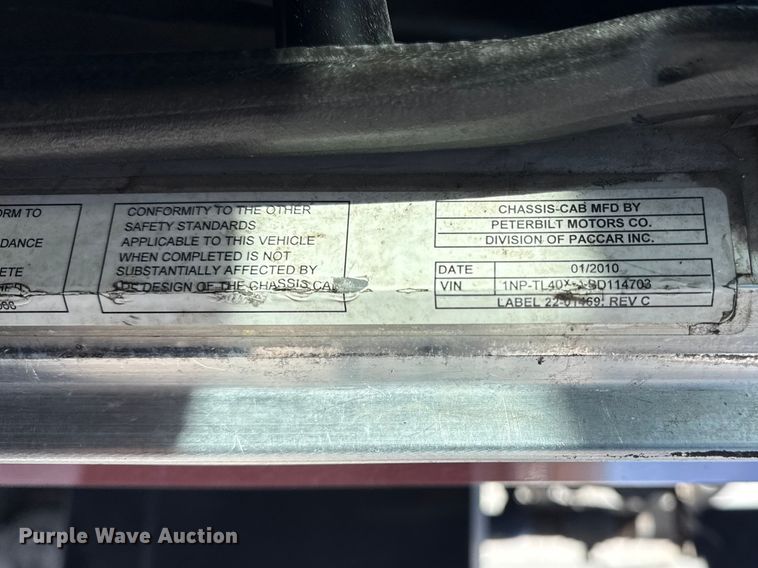 ORM TO
DANCE
ETE
CONFORMITY TO THE OTHER
SAFETY STANDARDS
APPLICABLE TO THIS VEHICLE
WHEN COMPLETED IS NOT
SUBSTANTIALLY AFFECTED BY
DESIGN OF THE CHASSIS CA
CHASSIS-CAB MFD BY
PETERBILT MOTORS CO.
DIVISION OF PACCAR INC.
DATE 01/2010
VIN
LABEL REV C
Purple Wave Auction